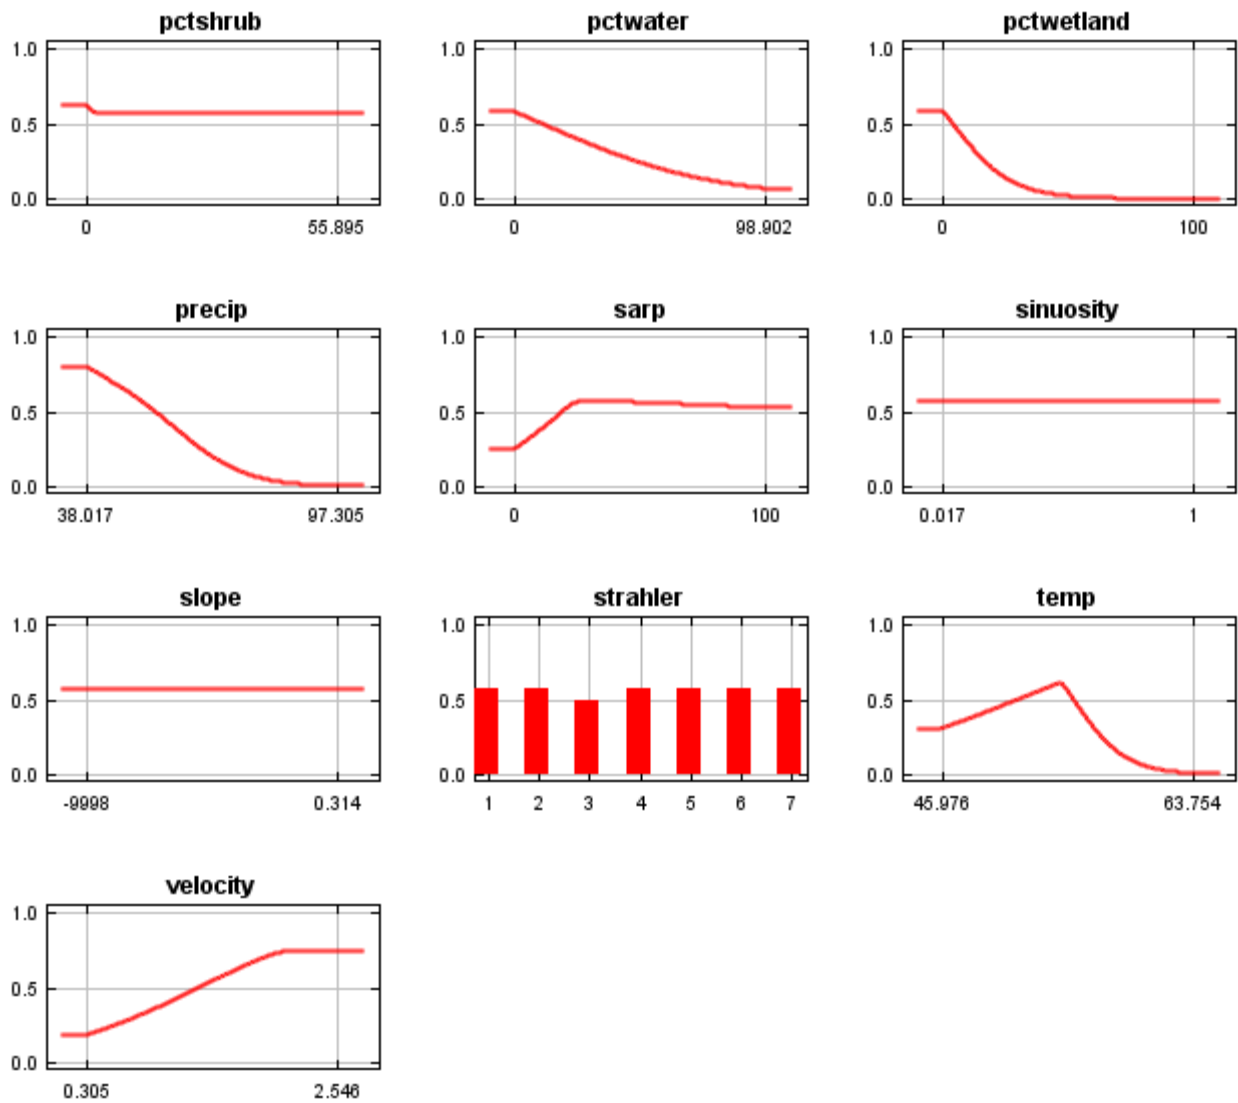 pctshrub pctwater pctwetland
1.0 1.0 1.0
0.5 0.5 0.5
0.0 0.0 0.0
0 55.895 0 98.902 0 100
precip sarp sinuosity
1.0 1.0 1.0
0.5 0.5 0.5
0.0 0.0 0.0
38.017 97.305 0 100 0.017 1
slope strahler temp
1.0 1.0 1.0
0.5 0.5 0.5
0.0 0.0 0.0
-9998 0.314 1 2 3 4 5 6 7 45.976 63.754
velocity
1.0
0.5
0.0
0.305 2.546